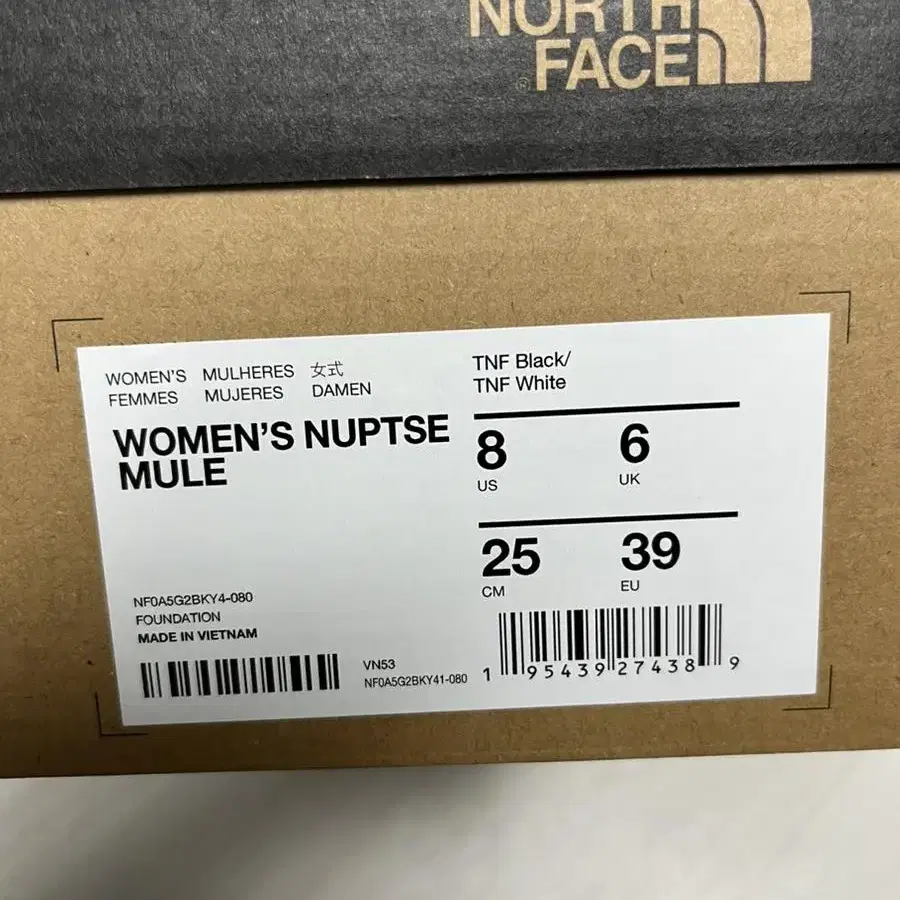 NORTH
FACE
WOMEN'S MULHERES 女式
FEMMES MUJERES DAMEN
WOMEN'S NUPTSE
MULE
NF0A5G2BKY4-080
FOUNDATION
MADE IN VIETNAM
VN53
NF0A5G2BKY41-080
TNF Black/
TNF White
8 6
US UK
25 39
CM EU
1 95439 27438 9